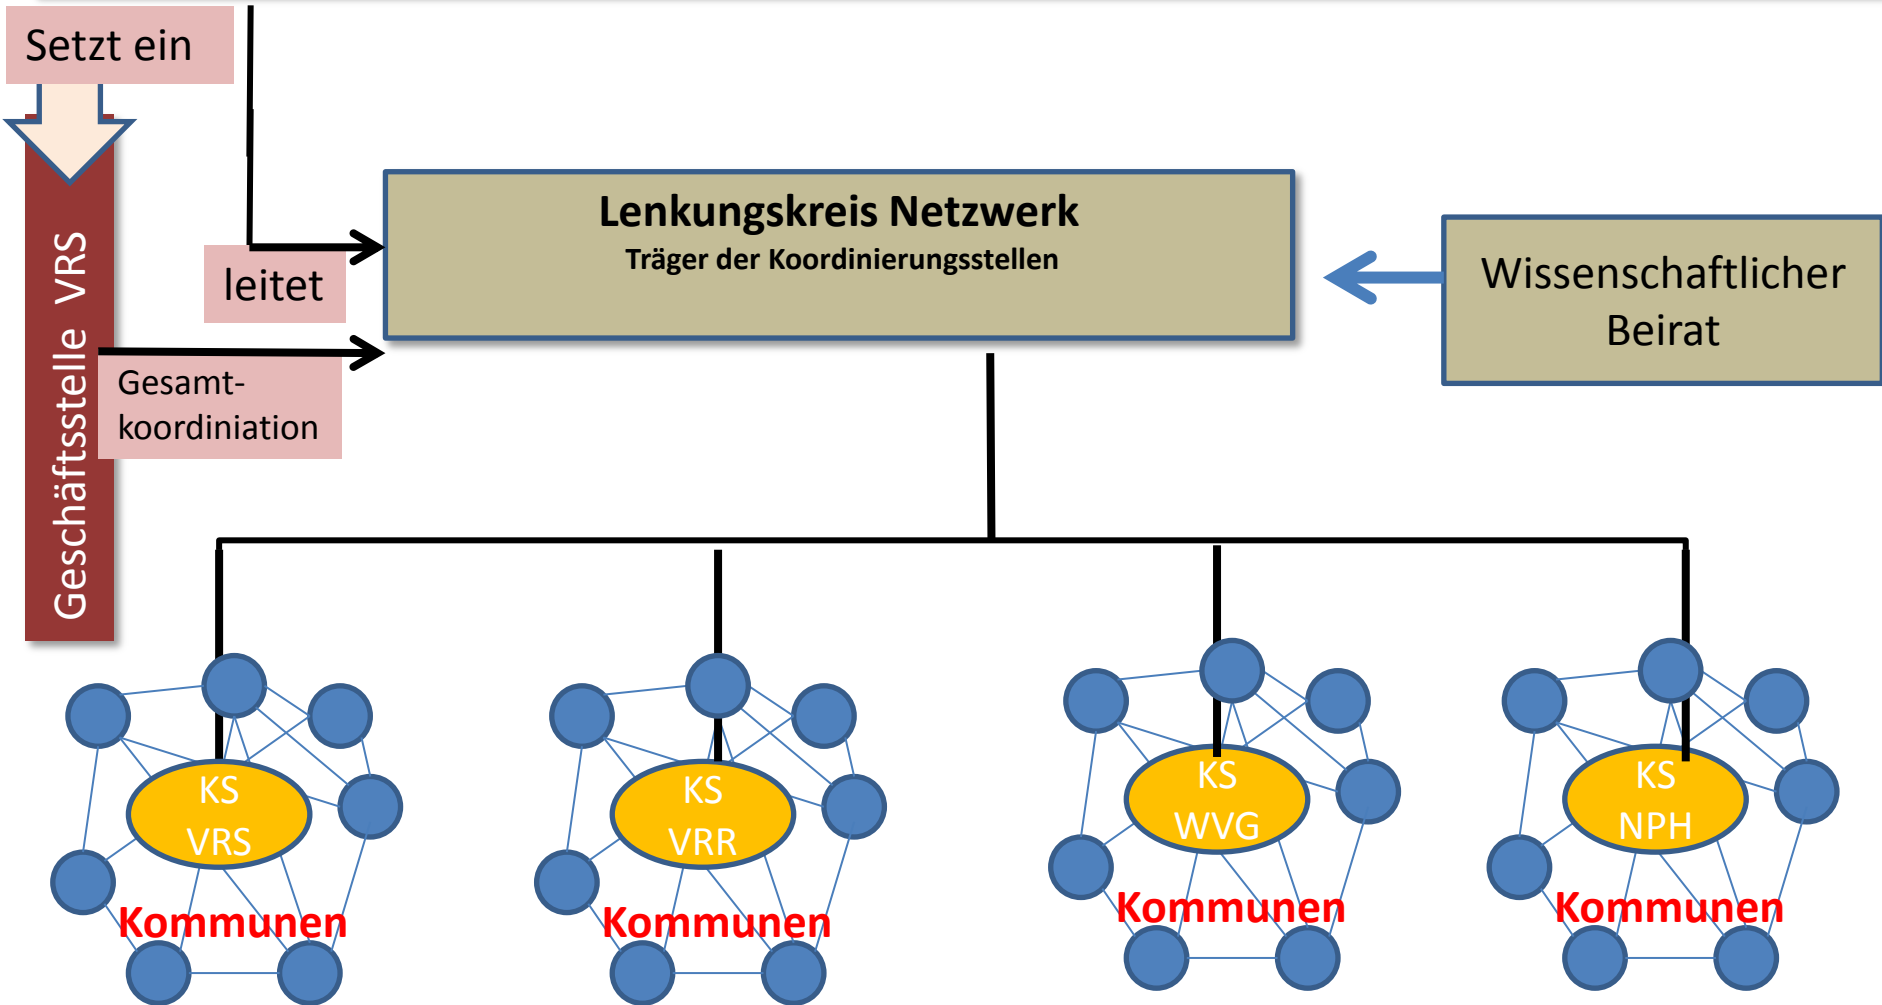 Setzt ein
Geschäftsstelle VRS
leitet
Gesamt-
koordiniation
Lenkungskreis Netzwerk
Träger der Koordinierungsstellen
Wissenschaftlicher
Beirat
KS
VRS
Kommunen
KS
VRR
Kommunen
KS
WVG
Kommunen
KS
NPH
Kommunen